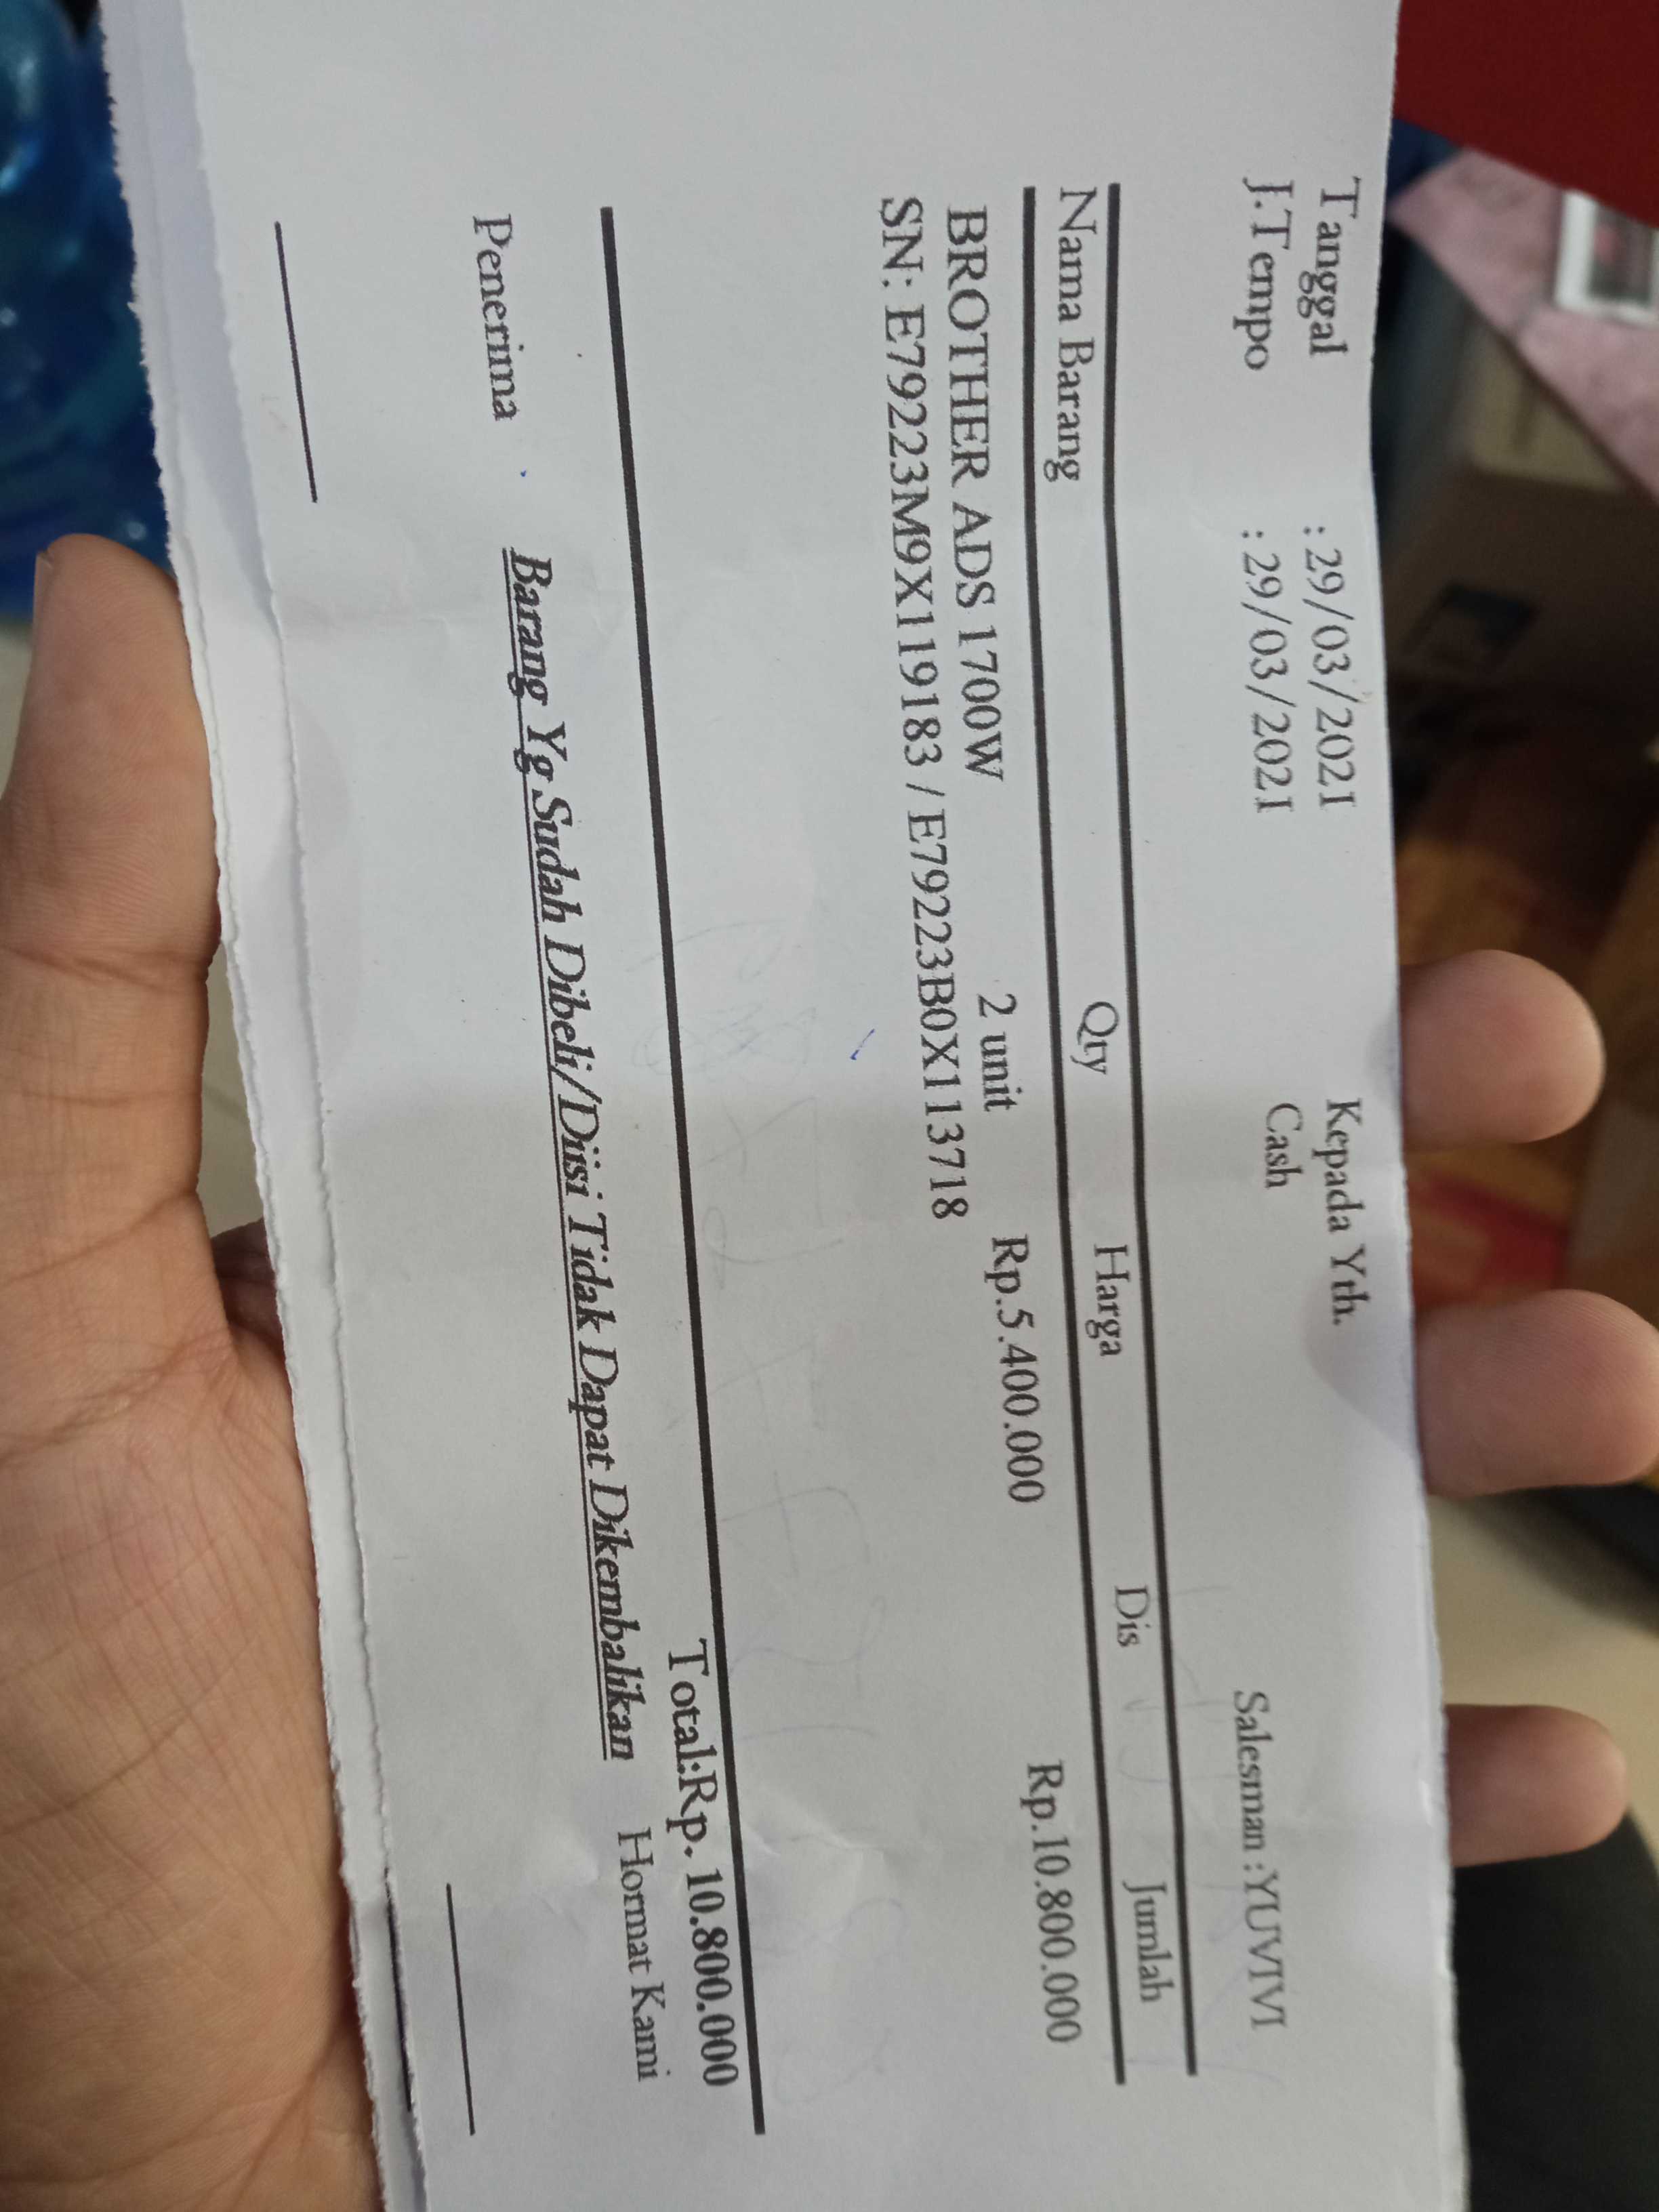 Tanggal : 29/03/2021 Kepada Yth.
J.Tempo : 29/03/2021 Cash Salesman :YUVIVI
Nama Barang Qty Harga Dis Jumlah
BROTHER ADS 1700W 2 unit Rp.5.400.000 Rp.10.800.000
SN: E79223M9X119183 / E79223B0X113718
Total:Rp. 10.800.000
Penerima Barang Yg Sudah Dibeli/Diisi Tidak Dapat Dikembalikan Hormat Kami